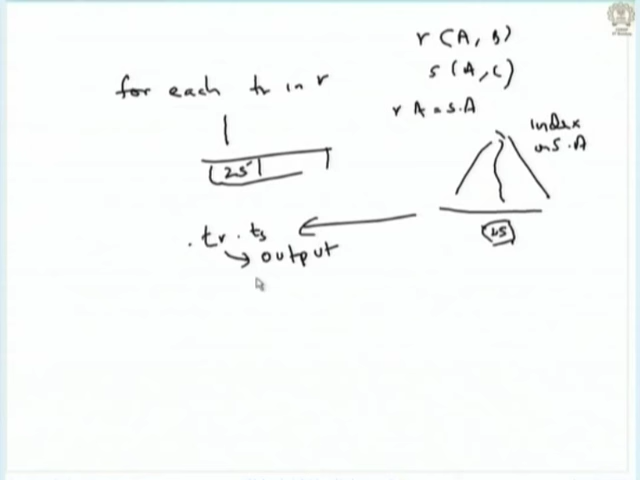 r (A, B)
s (A, C)
for each tr in r
r A = s.A
index
on S.A
25
25
. tr . ts
output